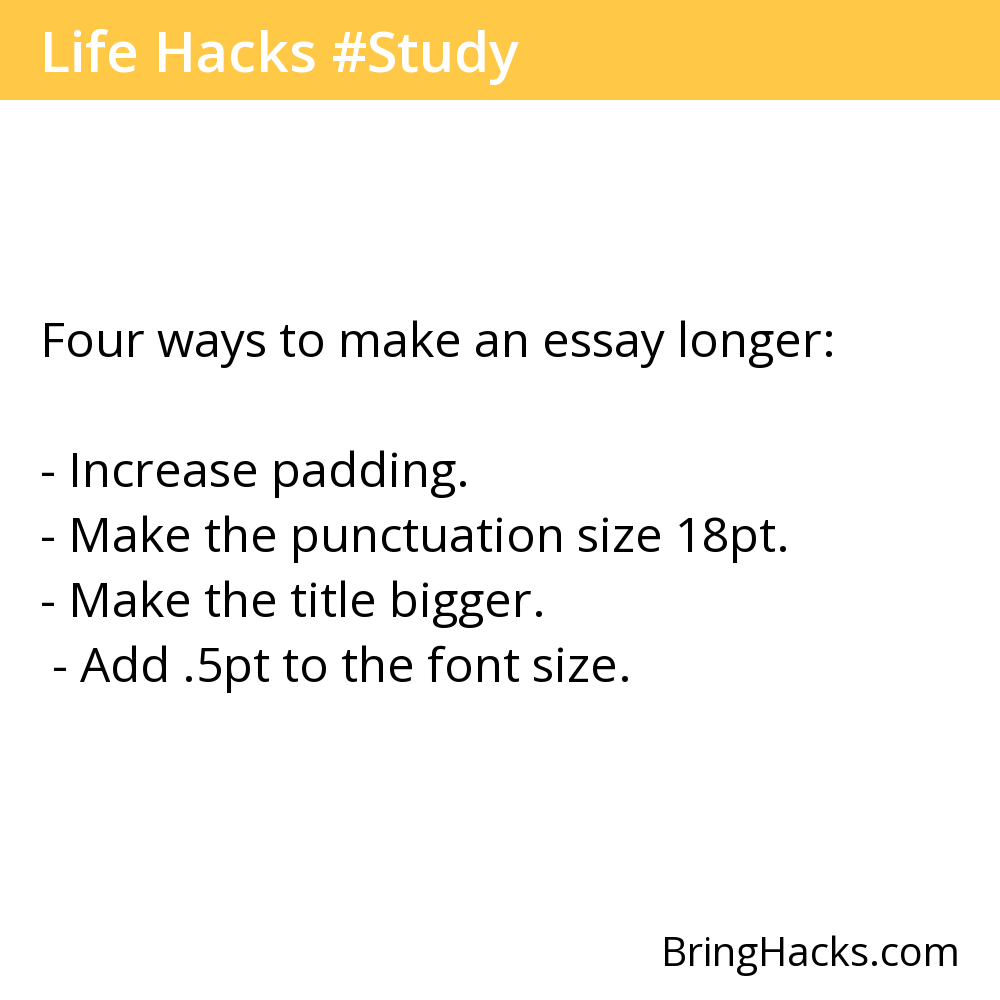 Life Hacks #Study
Four ways to make an essay longer:
- Increase padding.
- Make the punctuation size 18pt.
- Make the title bigger.
- Add .5pt to the font size.
BringHacks.com